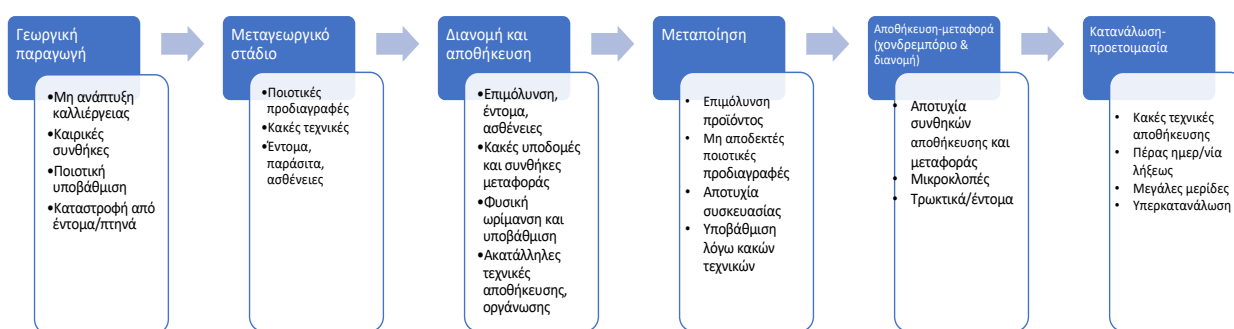 Γεωργική
παραγωγή
•Μη ανάπτυξη
καλλιέργειας
•Καιρικές
συνθήκες
•Ποιοτική
υποβάθμιση
•Καταστροφή από
έντομα/πτηνά
Μεταγεωργικό
στάδιο
•Ποιοτικές
προδιαγραφές
•Κακές τεχνικές
•Έντομα,
παράσιτα,
ασθένειες
Διανομή και
αποθήκευση
•Επιμόλυνση,
έντομα,
ασθένειες
•Κακές υποδομές
και συνθήκες
μεταφοράς
•Φυσική
ωρίμανση και
υποβάθμιση
•Ακατάλληλες
τεχνικές
αποθήκευσης,
οργάνωσης
Μεταποίηση
• Επιμόλυνση
προϊόντος
• Μη αποδεκτές
ποιοτικές
προδιαγραφές
• Αποτυχία
συσκευασίας
• Υποβάθμιση
λόγω κακών
τεχνικών
Αποθήκευση-μεταφορά
(χονδρεμπόριο &
διανομή)
• Αποτυχία
συνθηκών
αποθήκευσης και
μεταφοράς
• Μικροκλοπές
• Τρωκτικά/έντομα
Κατανάλωση-
προετοιμασία
• Κακές τεχνικές
αποθήκευσης
• Πέρας ημερ/νία
λήξεως
• Μεγάλες μερίδες
• Υπερκατανάλωση